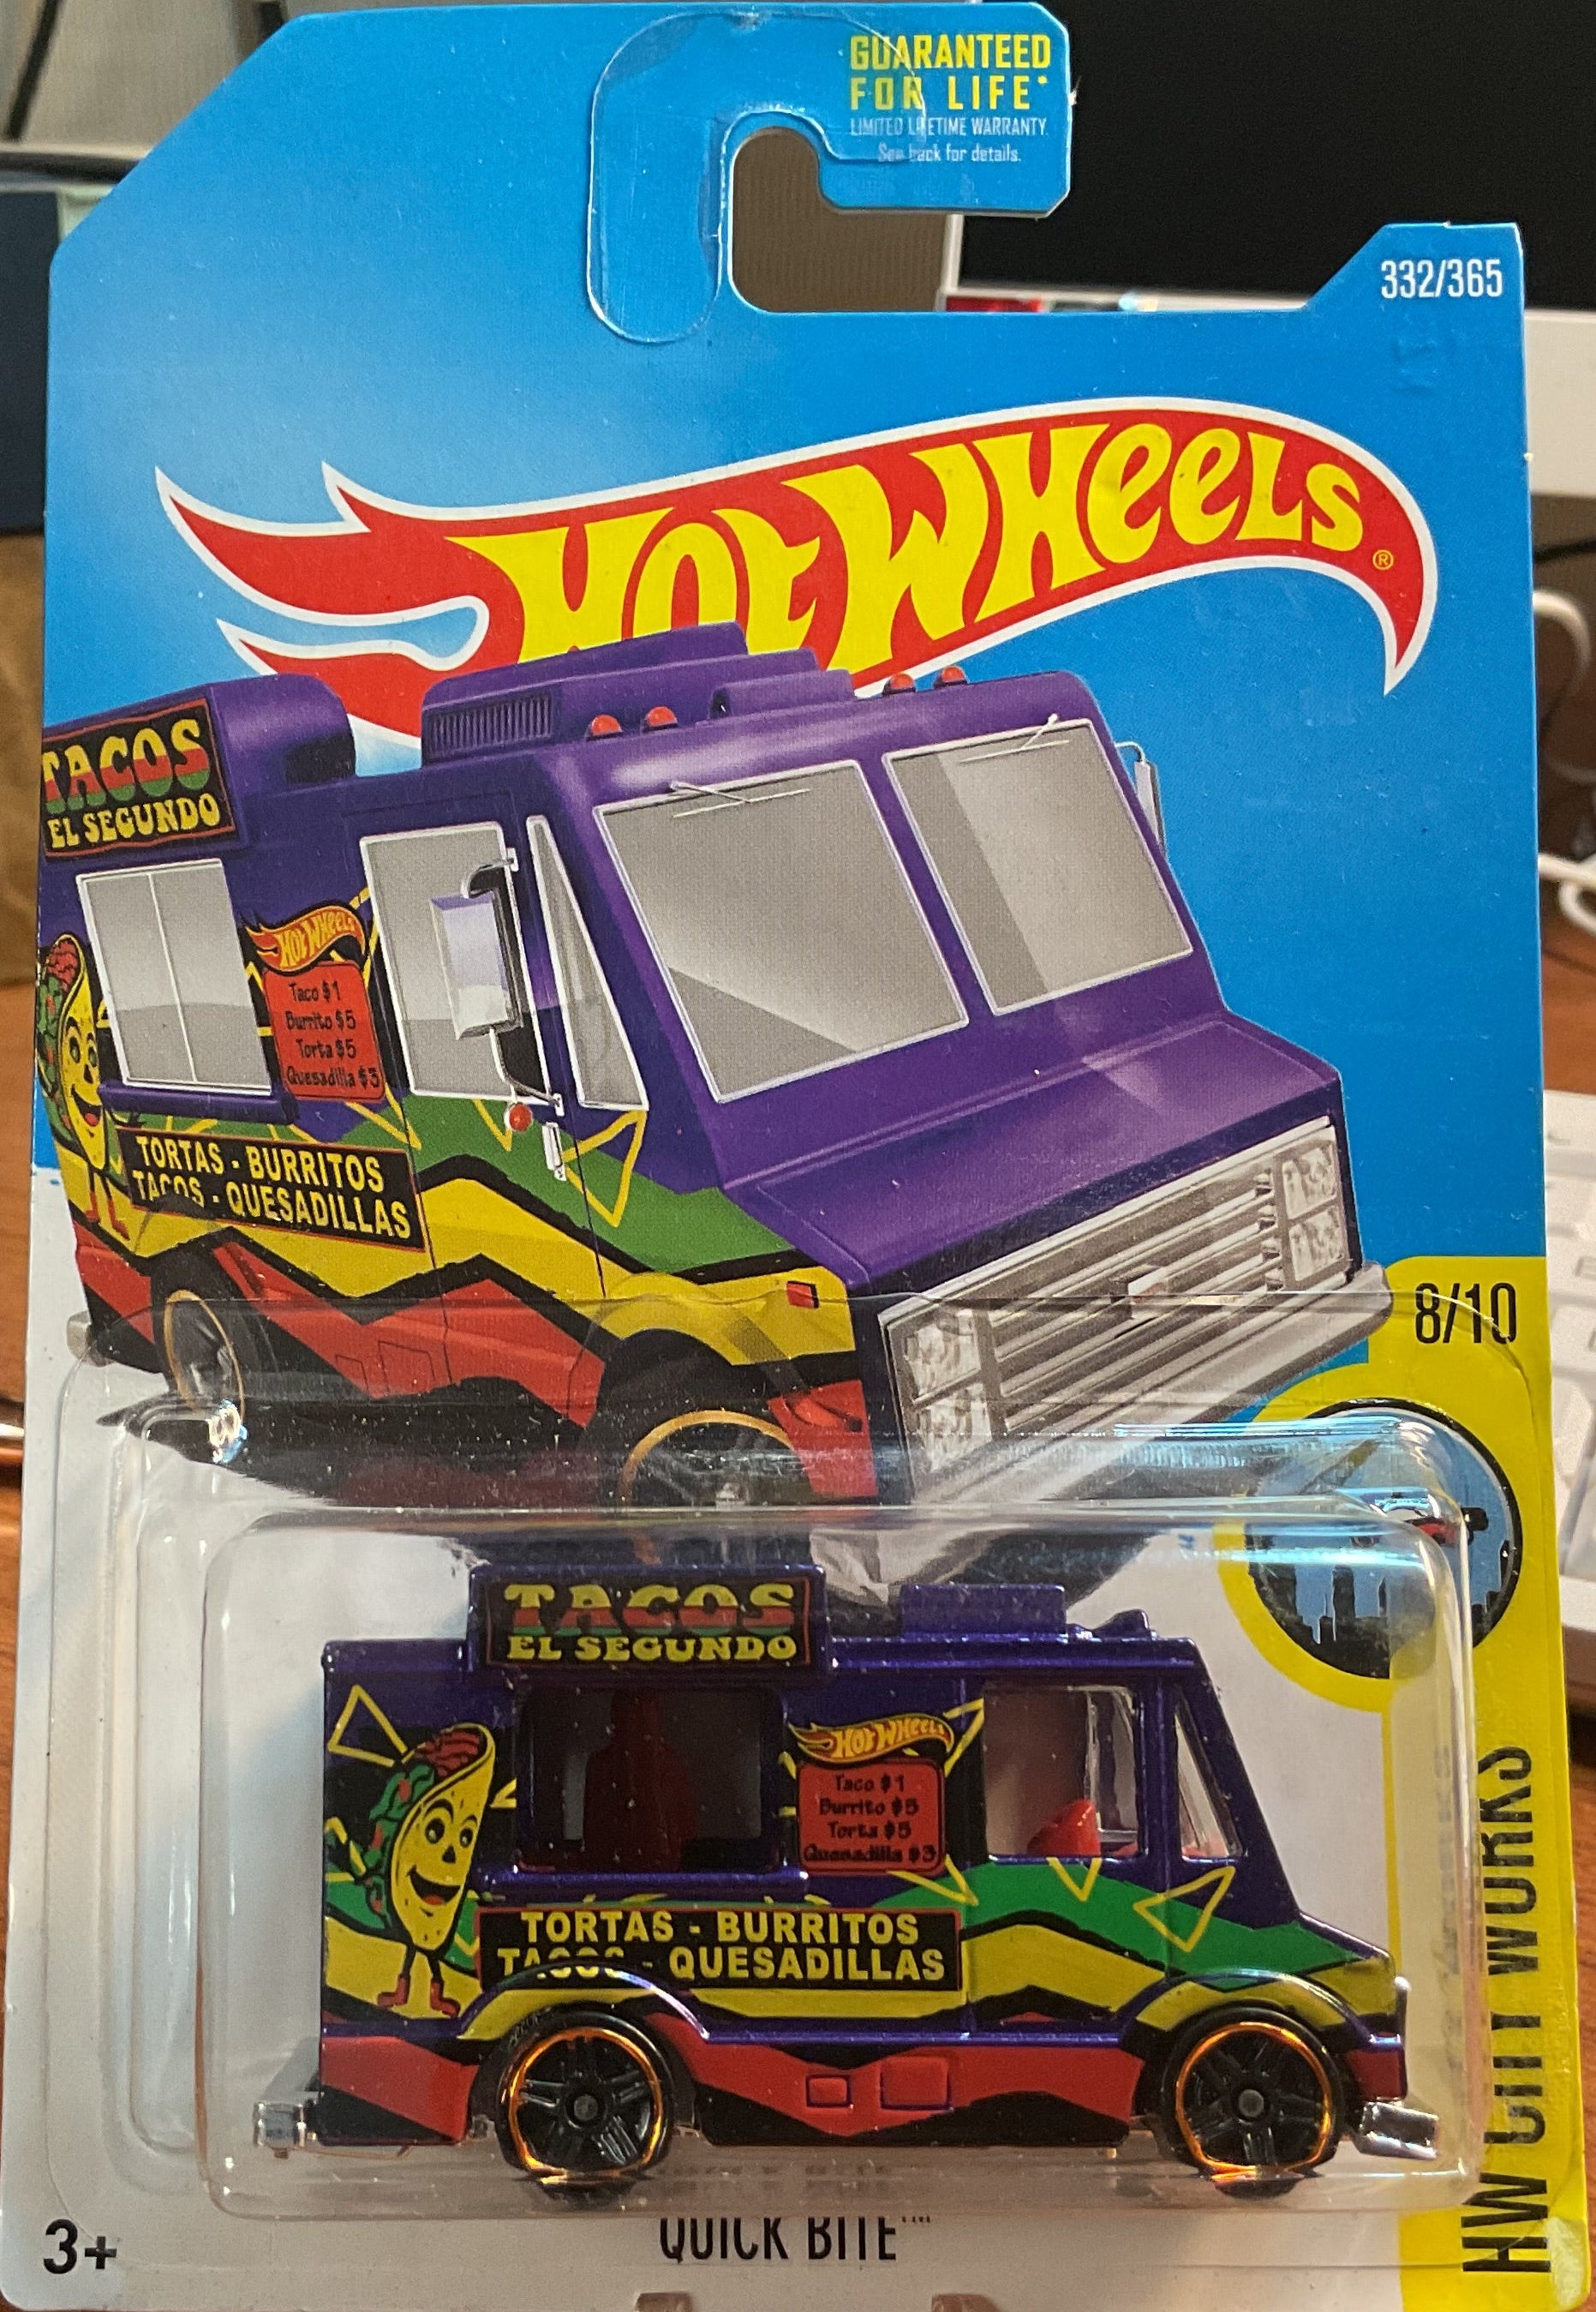 GUARANTEED
FOR LIFE*
LIMITED LIFETIME WARRANTY.
See back for details.
332/365
HOT WHEELS®
TACOS
EL SEGUNDO
HOT WHEELS
Taco $1
Burrito $5
Torta $5
Quesadilla $3
TORTAS - BURRITOS
TACOS - QUESADILLAS
8/10
TACOS
EL SEGUNDO
HOT WHEELS
Taco $1
Burrito $5
Torta $5
Quesadilla $3
TORTAS - BURRITOS
TACOS - QUESADILLAS
HW CITY WORKS
QUICK BITE™
3+